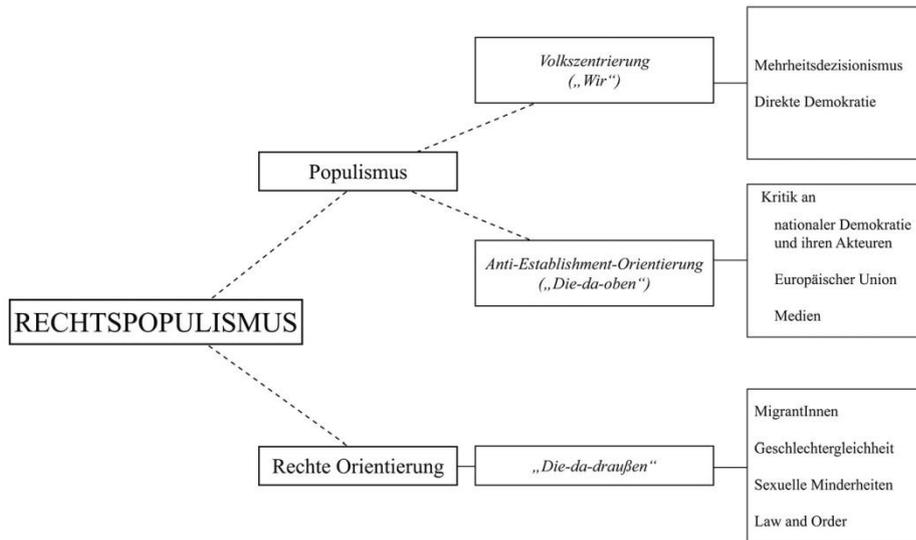 Volkszentrierung
(„Wir“)
Mehrheitsdezisionismus
Direkte Demokratie
Populismus
Kritik an
nationaler Demokratie
und ihren Akteuren
Europäischer Union
Medien
Anti-Establishment-Orientierung
(„Die-da-oben“)
RECHTSPOPULISMUS
Rechte Orientierung
„Die-da-draußen“
MigrantInnen
Geschlechtergleichheit
Sexuelle Minderheiten
Law and Order